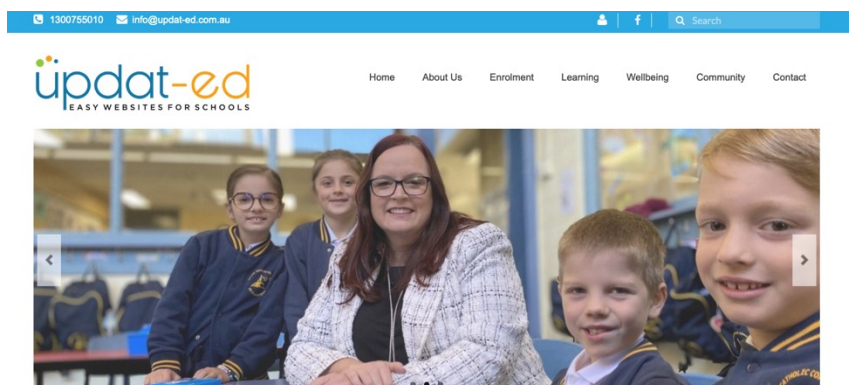 1300755010 info@updat-ed.com.au Search
updat-ed
EASY WEBSITES FOR SCHOOLS
Home About Us Enrolment Learning Wellbeing Community Contact